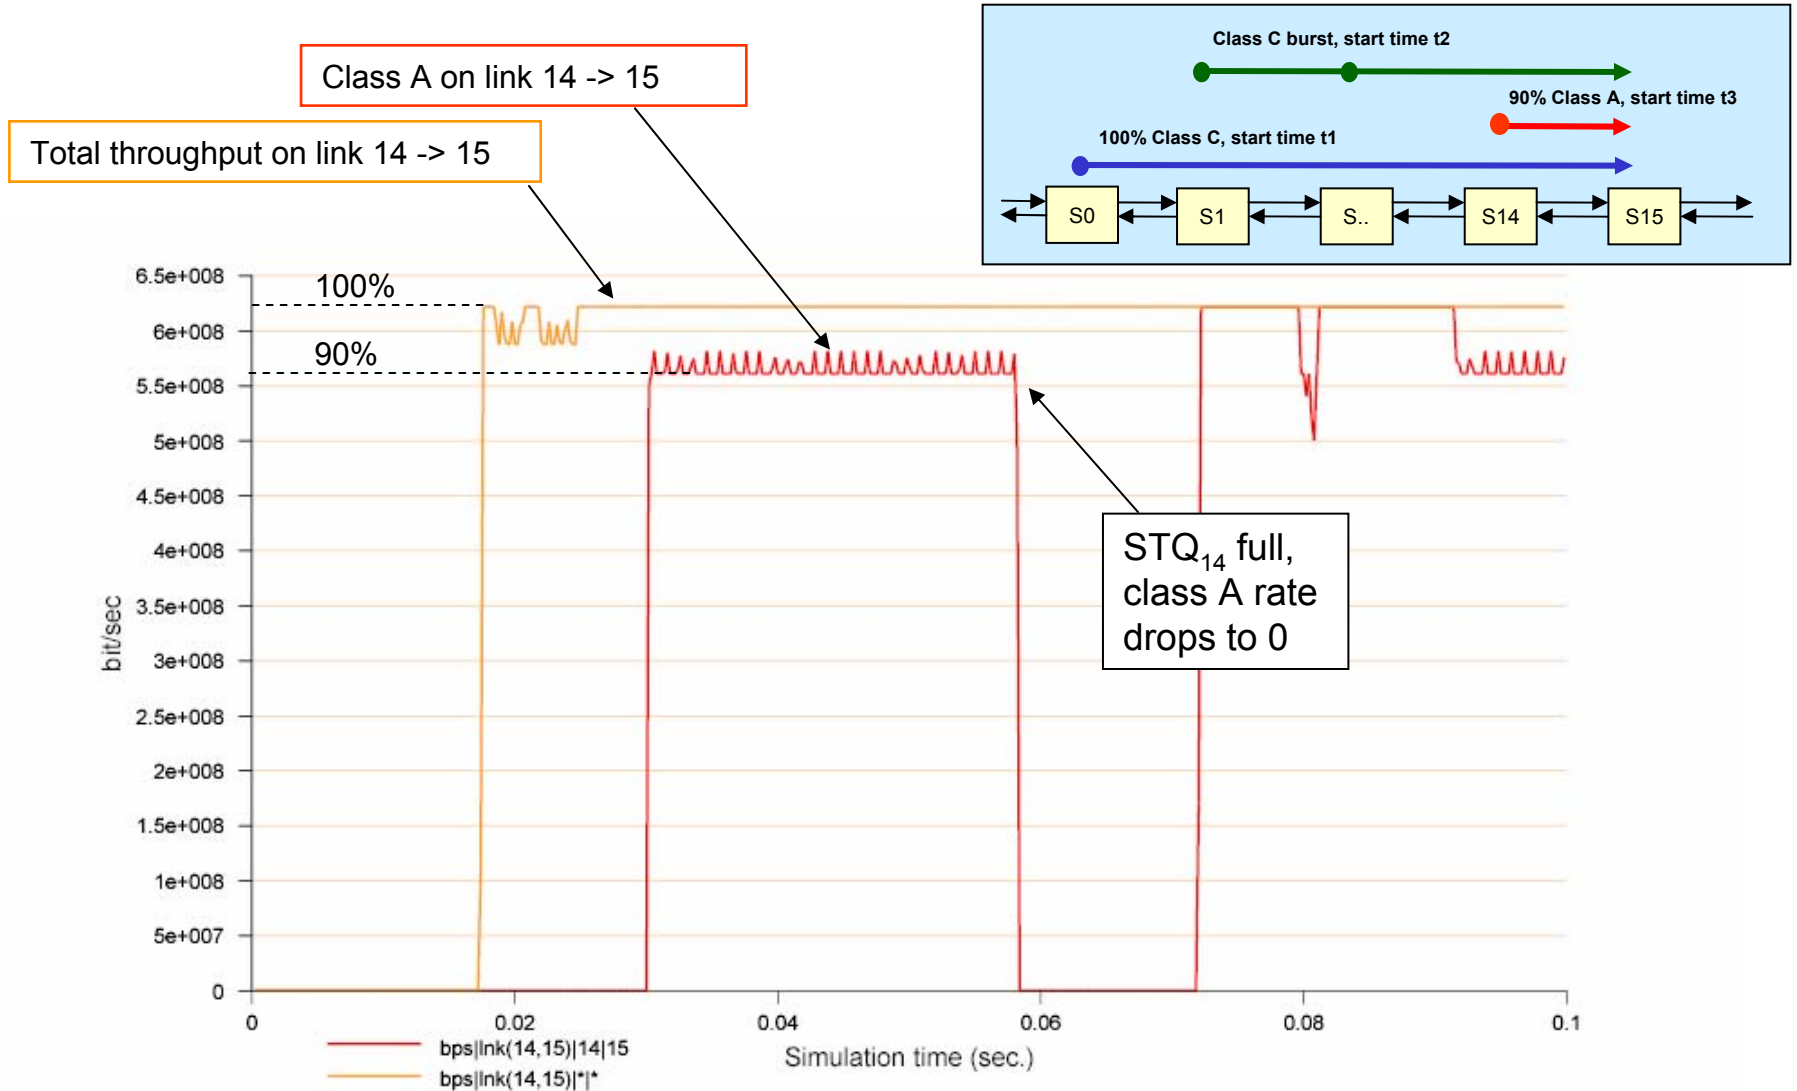 Class C burst, start time t2
Class A on link 14 -> 15
90% Class A, start time t3
Total throughput on link 14 -> 15
100% Class C, start time t1
S0
S1
S..
S14
S15
6.5e+008
100%
6e+008
90%
5.5e+008
5e+008
4.5e+008
4e+008
3.5e+008
3e+008
2.5e+008
2e+008
1.5e+008
1e+008
5e+007
0
bit/sec
STQ14 full,
class A rate
drops to 0
0
0.02
0.04
0.06
0.08
0.1
Simulation time (sec.)
bps|lnk(14,15)|14|15
bps|lnk(14,15)|*|*